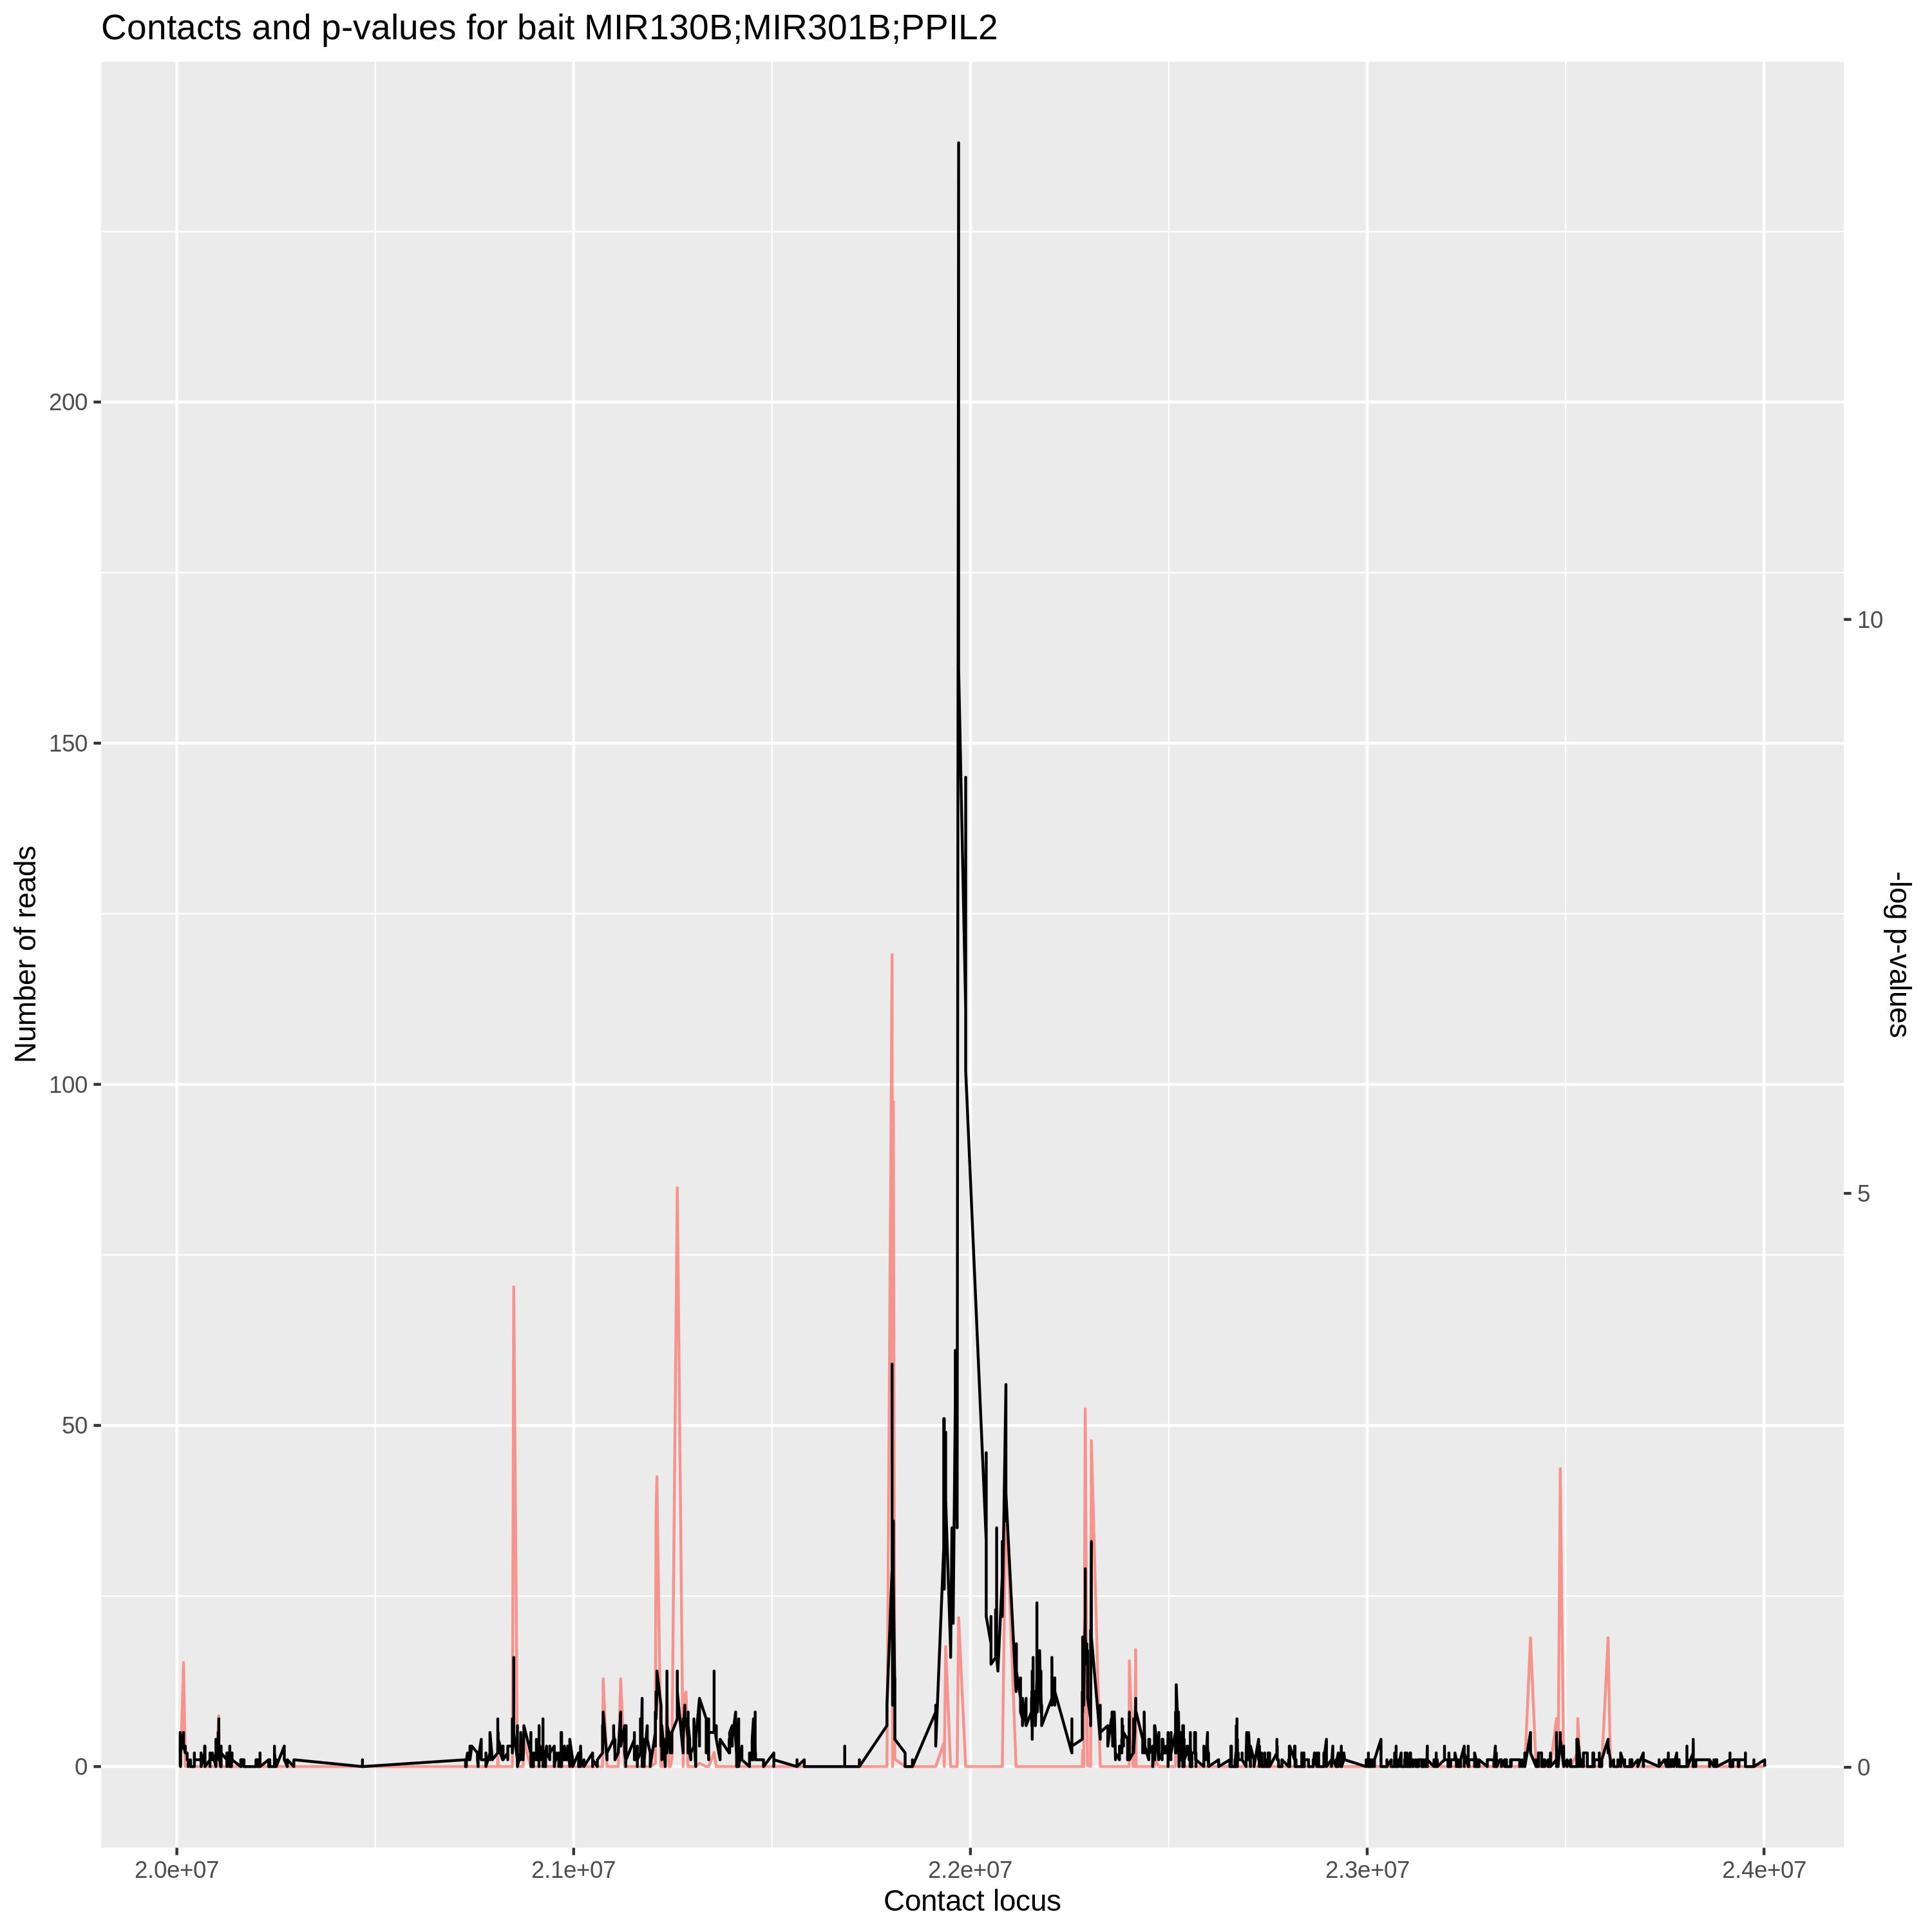 Contacts and p-values for bait MIR130B;MIR301B;PPIL2
Number of reads
200
150
100
50
0
10
5
0
-log p-values
2.0e+07
2.1e+07
2.2e+07
2.3e+07
2.4e+07
Contact locus